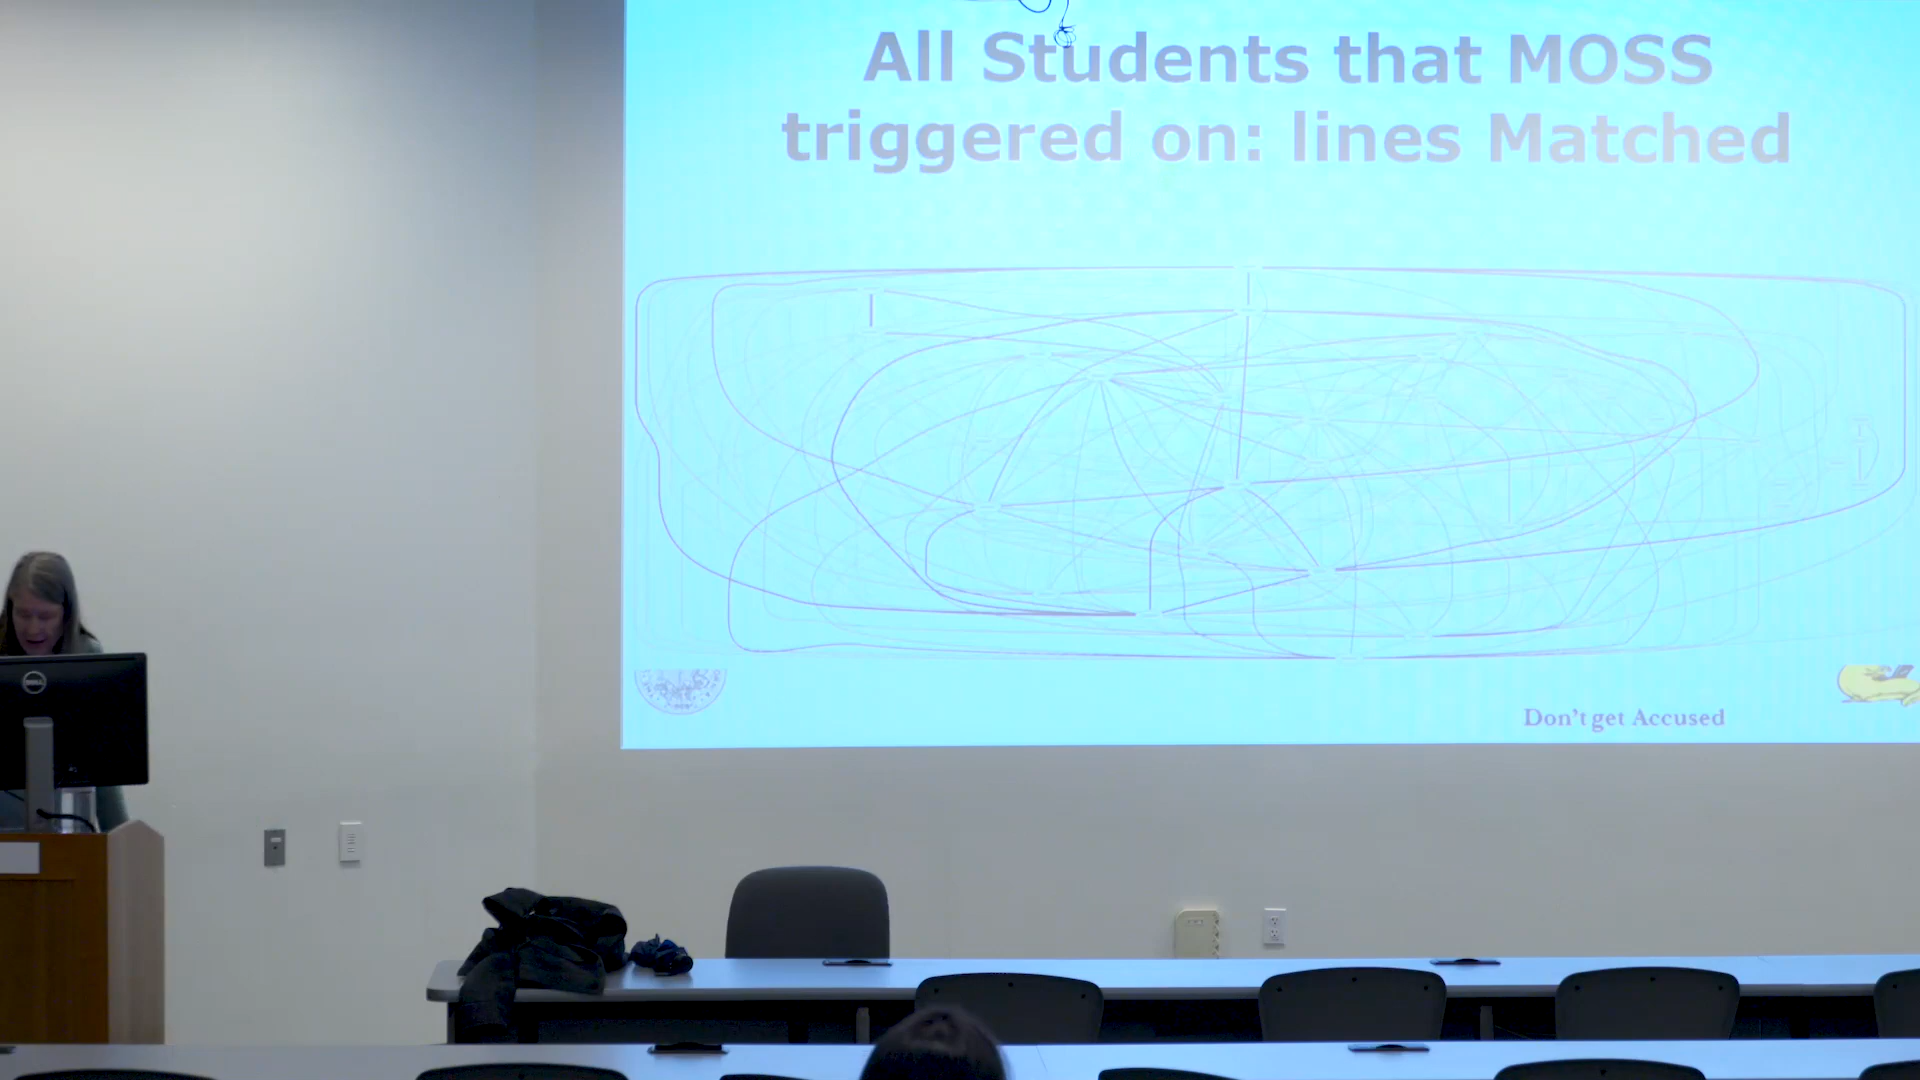 All Students that MOSS
triggered on: lines Matched
Don't get Accused
DELL